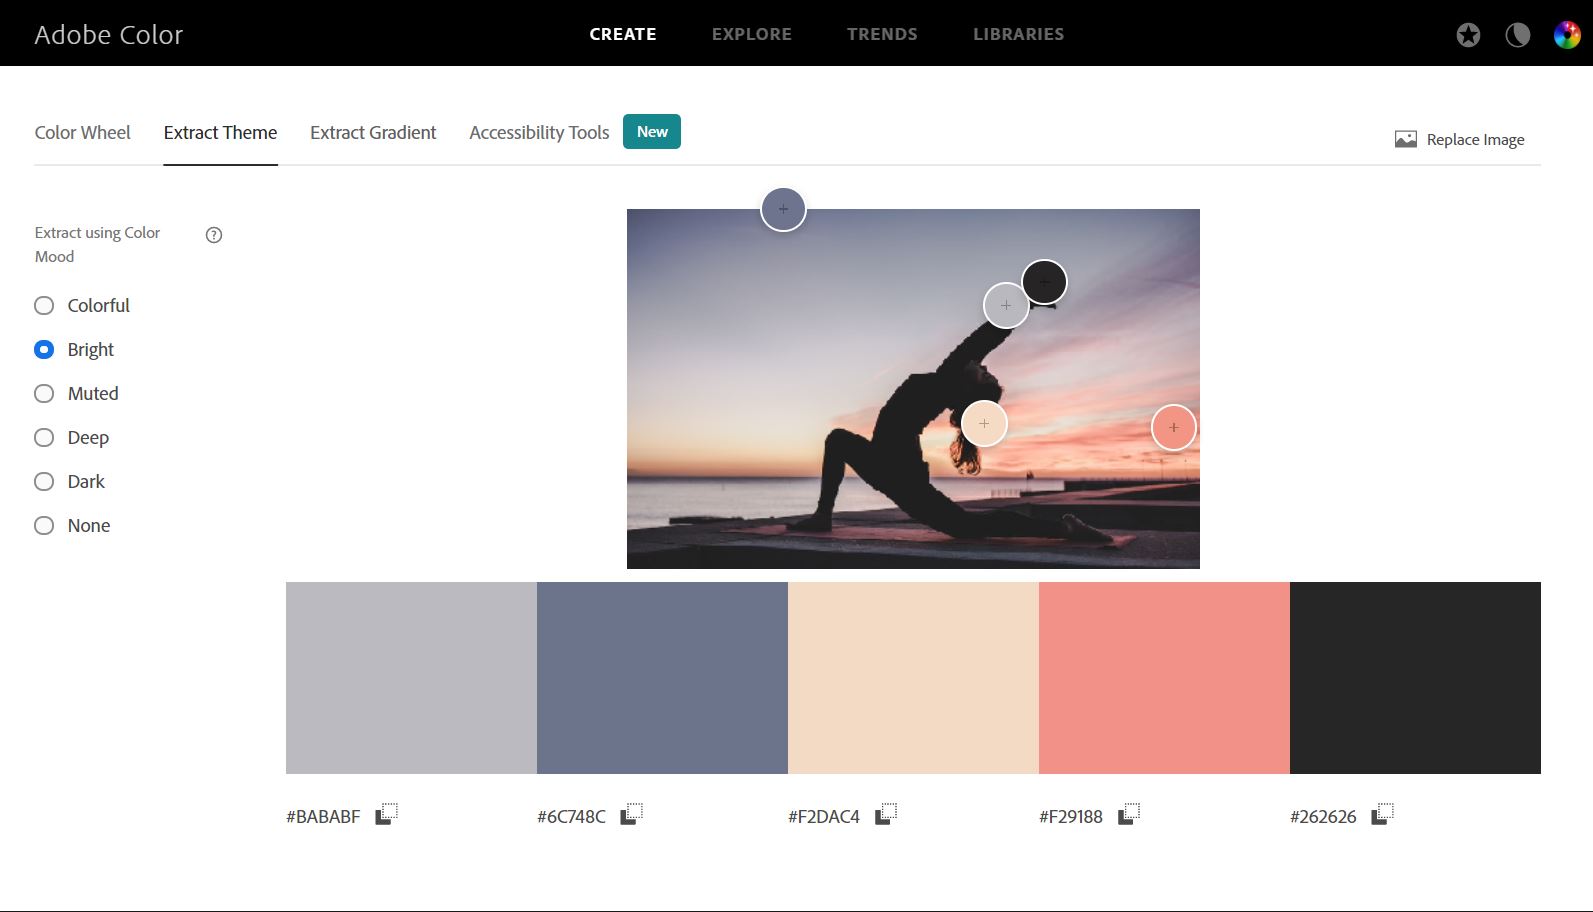 Adobe Color
CREATE EXPLORE TRENDS LIBRARIES
Color Wheel Extract Theme Extract Gradient Accessibility Tools New
Replace Image
Extract using Color
Mood
Colorful
Bright
Muted
Deep
Dark
None
#BABABF #6C748C #F2DAC4 #F29188 #262626